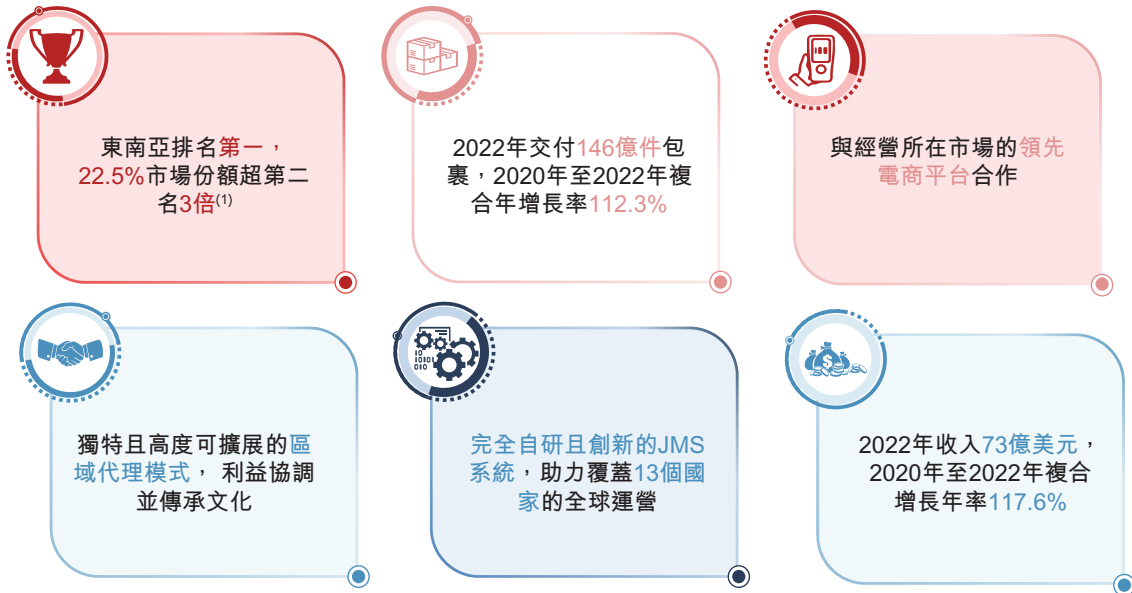 東南亞排名第一，
22.5%市場份額超第二
名3倍(1)
2022年交付146億件包
裹，2020年至2022年複
合年增長率112.3%
與經營所在市場的領先
電商平台合作
獨特且高度可擴展的區
域代理模式， 利益協調
並傳承文化
10
10101
010
完全自研且創新的JMS
系統，助力覆蓋13個國
家的全球運營
$
2022年收入73億美元，
2020年至2022年複合
增長年率117.6%